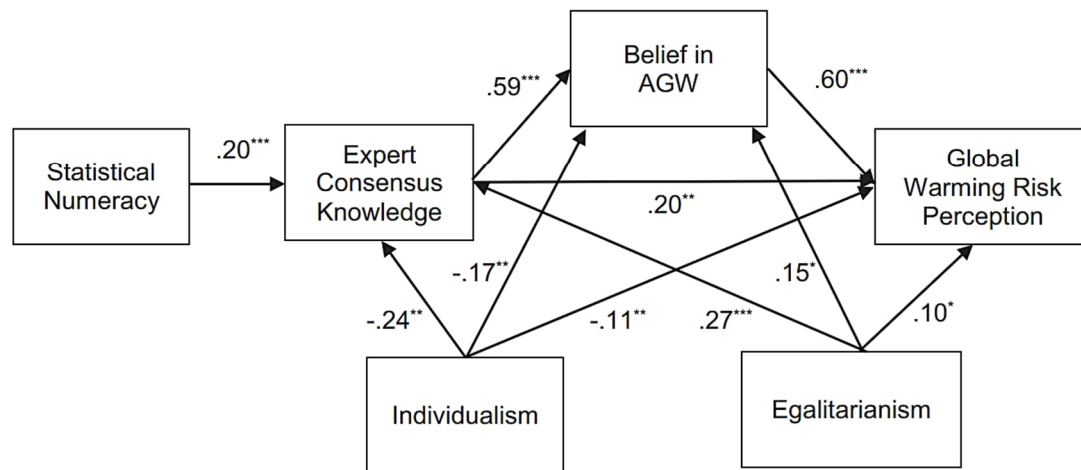 Belief in
AGW
.59***
.60***
.20***
Statistical
Numeracy
Expert
Consensus
Knowledge
Global
Warming Risk
Perception
.20**
-.17**
.15*
-.24**
-.11**
.27***
.10*
Individualism
Egalitarianism